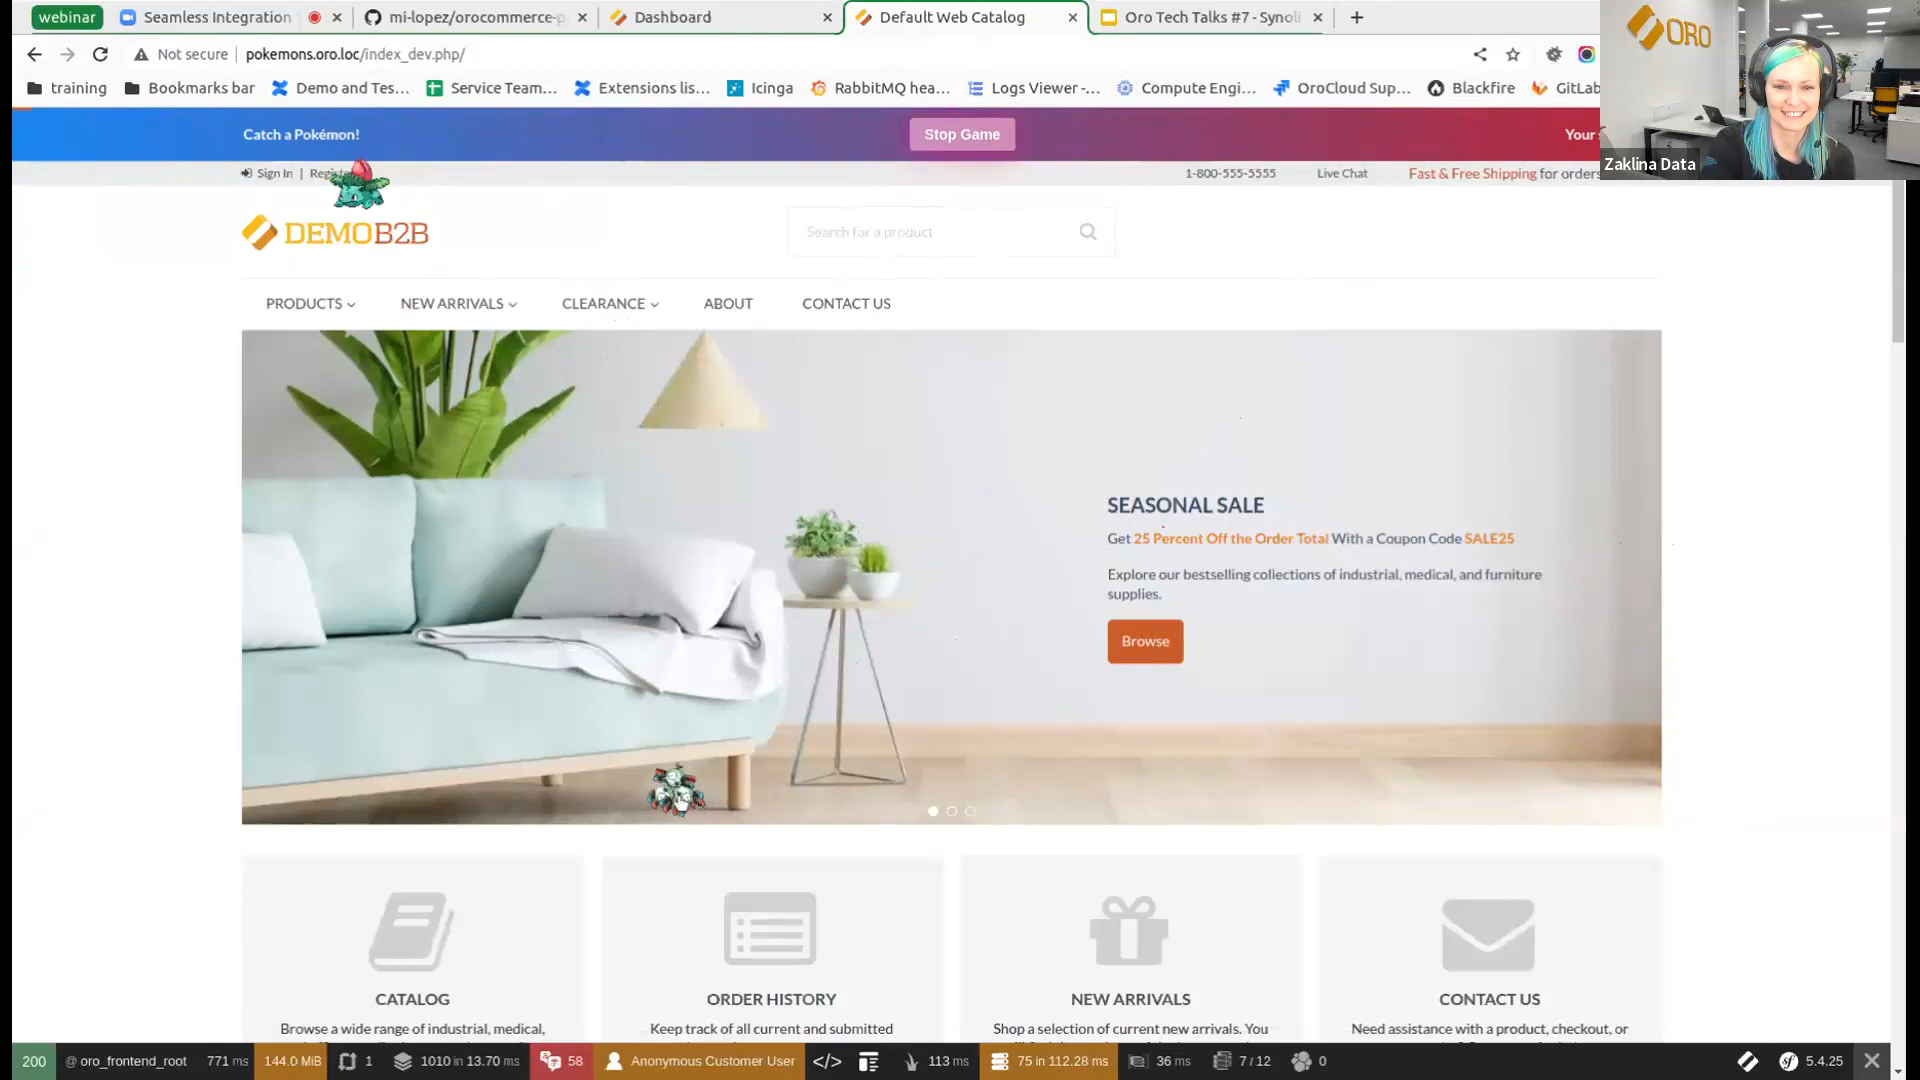 webinar
Seamless Integration
mi-lopez/orocommerce-p
Dashboard
Default Web Catalog
Oro Tech Talks #7 - Synoli
Not secure
pokemons.oro.loc/index_dev.php/
training
Bookmarks bar
Demo and Tes...
Service Team...
Extensions lis...
Icinga
RabbitMQ hea...
Logs Viewer -...
Compute Engi...
OroCloud Sup...
Blackfire
GitLab
ORO
Zaklina Data
Catch a Pokémon!
Stop Game
Your
Sign In | Registe
1-800-555-5555
Live Chat
Fast & Free Shipping for orders
DEMOB2B
Search for a product
PRODUCTS
NEW ARRIVALS
CLEARANCE
ABOUT
CONTACT US
SEASONAL SALE
Get 25 Percent Off the Order Total With a Coupon Code SALE25
Explore our bestselling collections of industrial, medical, and furniture
supplies.
Browse
CATALOG
ORDER HISTORY
NEW ARRIVALS
CONTACT US
Browse a wide range of industrial, medical,
Keep track of all current and submitted
Shop a selection of current new arrivals. You
Need assistance with a product, checkout, or
200
@ oro_frontend_root
771 ms
144.0 MiB
1
1010 in 13.70 ms
58
Anonymous Customer User
</>
113 ms
75 in 112.28 ms
36 ms
7 / 12
0
sf
5.4.25